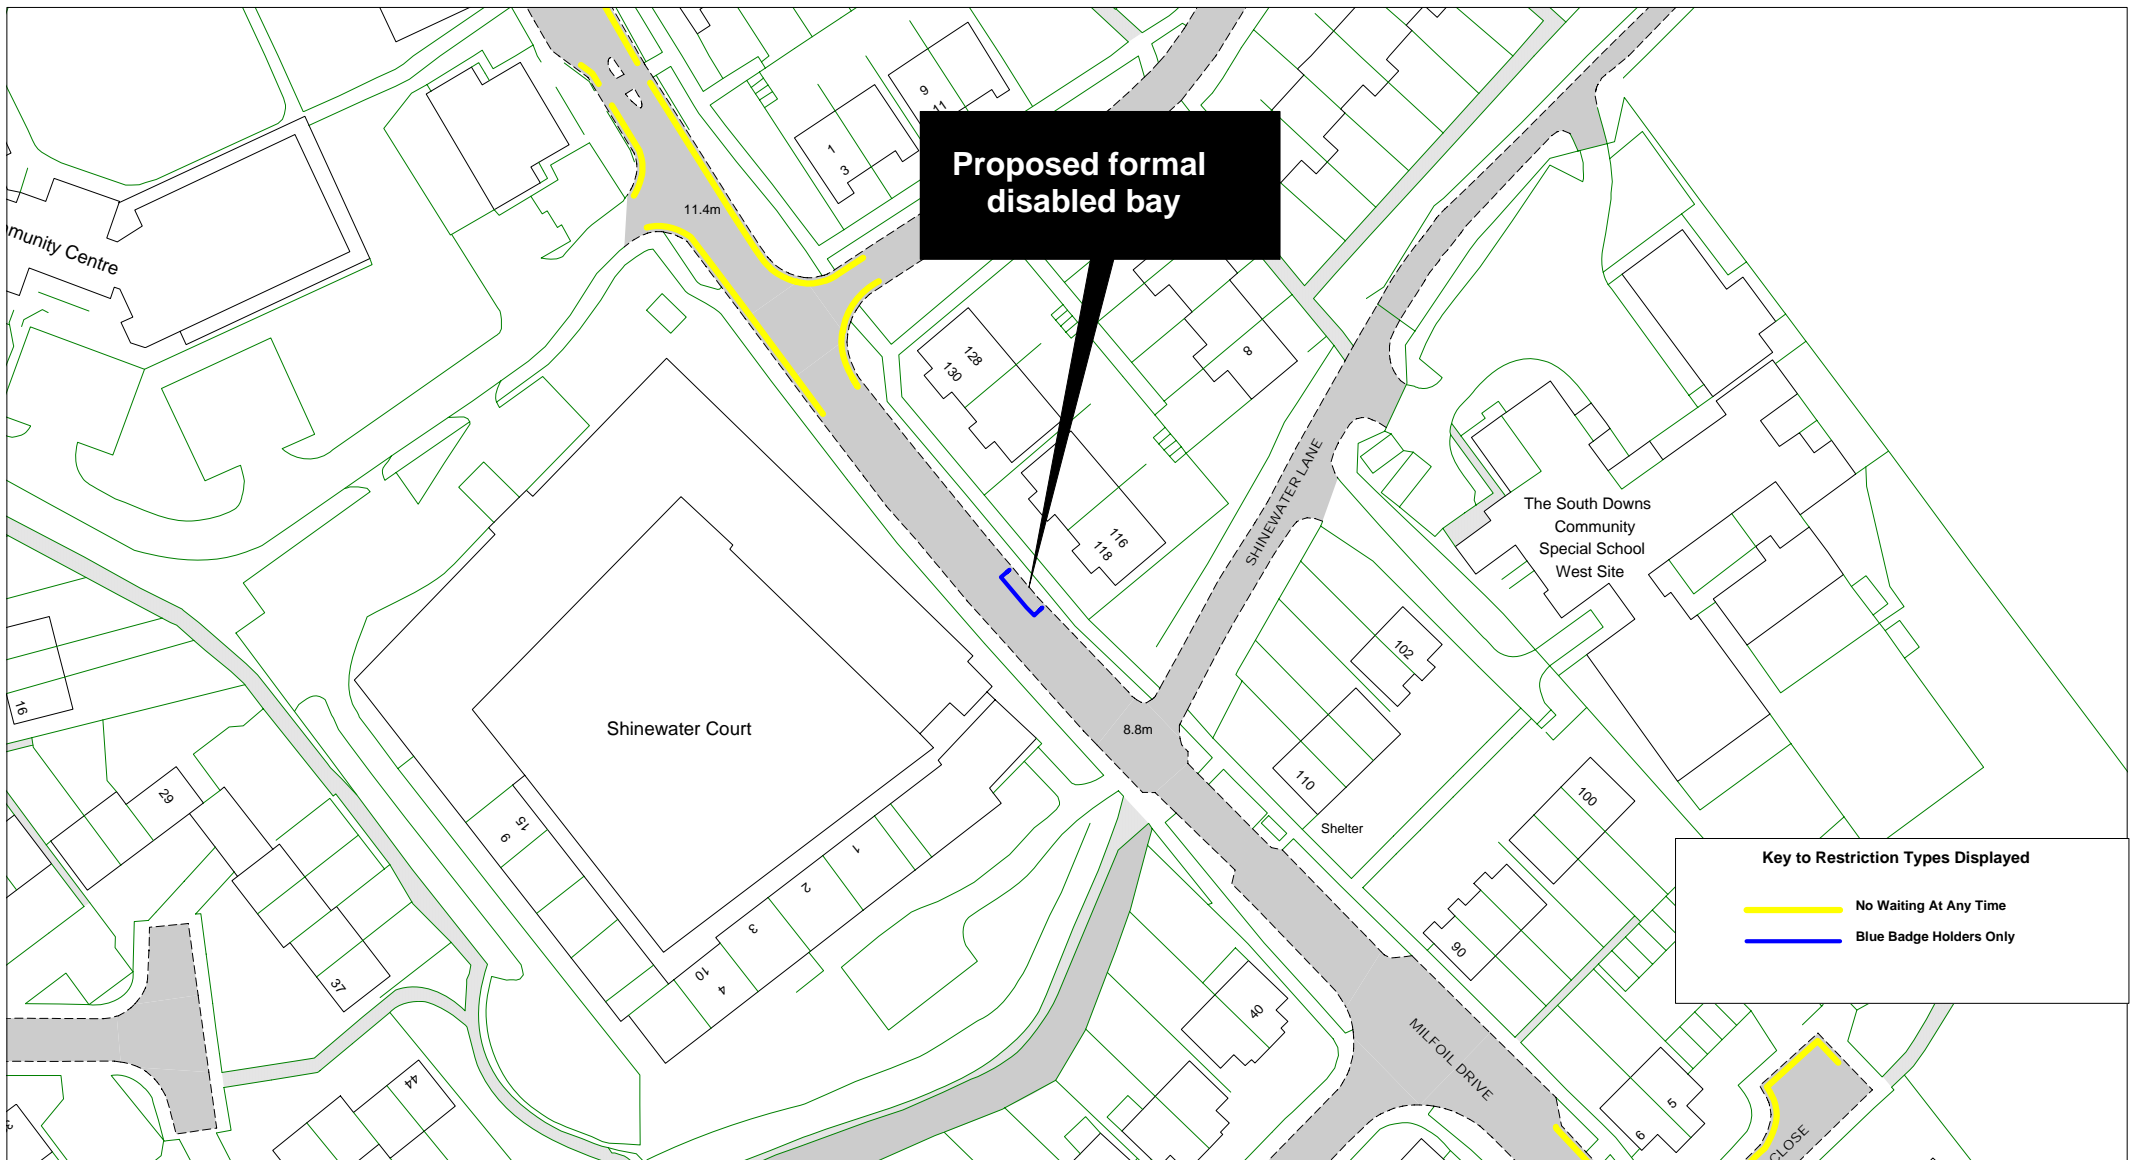 9
11
1
3
Proposed formal
disabled bay
11.4m
munity Centre
128
130
8
SHINEWATER LANE
The South Downs
Community
Special School
West Site
116
118
102
16
Shinewater Court
8.8m
110
29
100
15
9
Shelter
1
2
3
10
4
90
37
Key to Restriction Types Displayed
No Waiting At Any Time
Blue Badge Holders Only
40
MILFOIL DRIVE
44
5
6
CLOSE